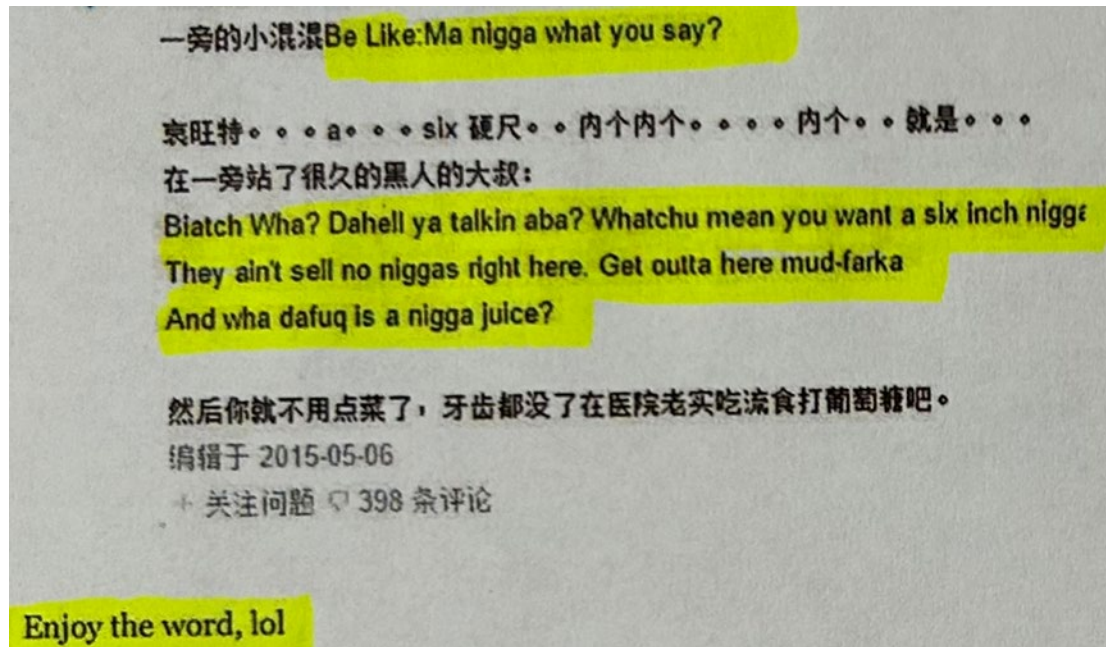 一旁的小混混Be Like:Ma nigga what you say?
哀旺特。。。a。。。six 硬尺。。内个内个。。。。内个。。就是。。。
在一旁站了很久的黑人的大叔：
Biatch Wha? Dahell ya talkin aba? Whatchu mean you want a six inch nigga
They ain't sell no niggas right here. Get outta here mud-farka
And wha dafuq is a nigga juice?
然后你就不用点菜了，牙齿都没了在医院老实吃流食打葡萄糖吧。
编辑于 2015-05-06
+ 关注问题 398 条评论
Enjoy the word, lol